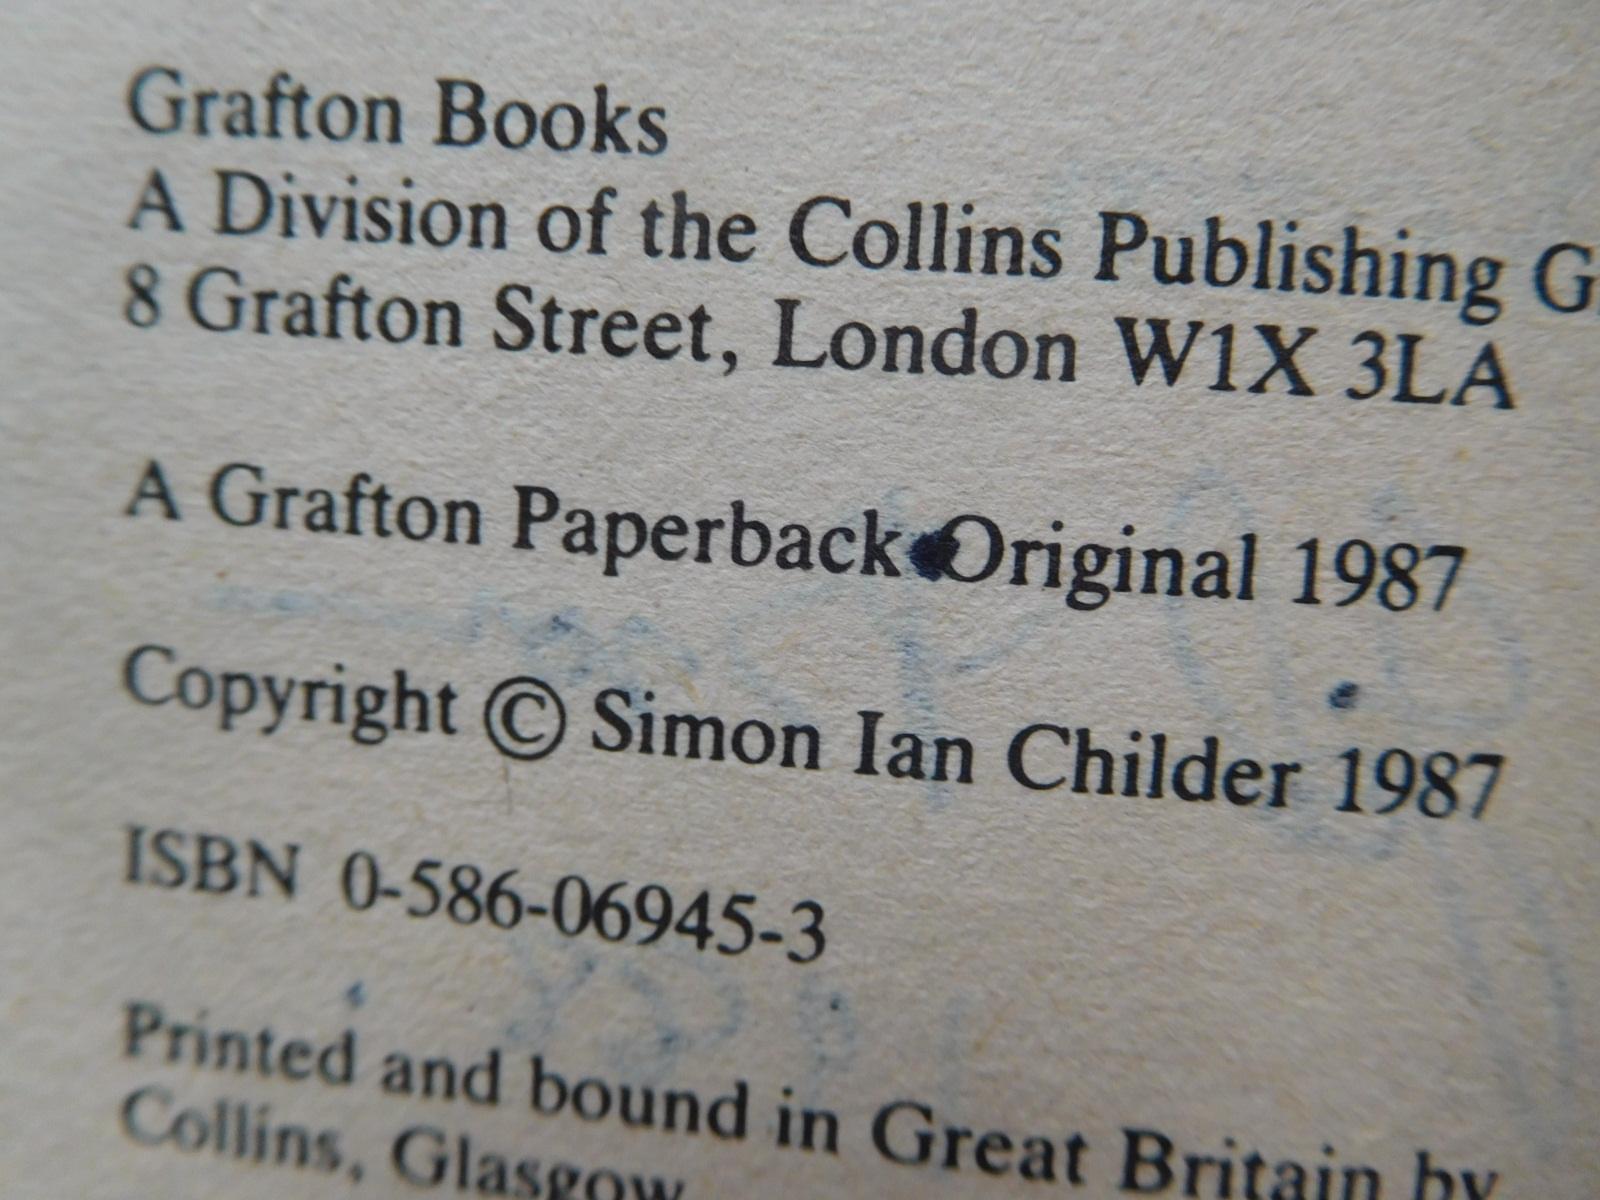 Grafton Books
A Division of the Collins Publishing G
8 Grafton Street, London W1X 3LA
A Grafton Paperback Original 1987
Copyright © Simon Ian Childer 1987
ISBN 0-586-06945-3
Printed and bound in Great Britain by
Collins, Glasgow